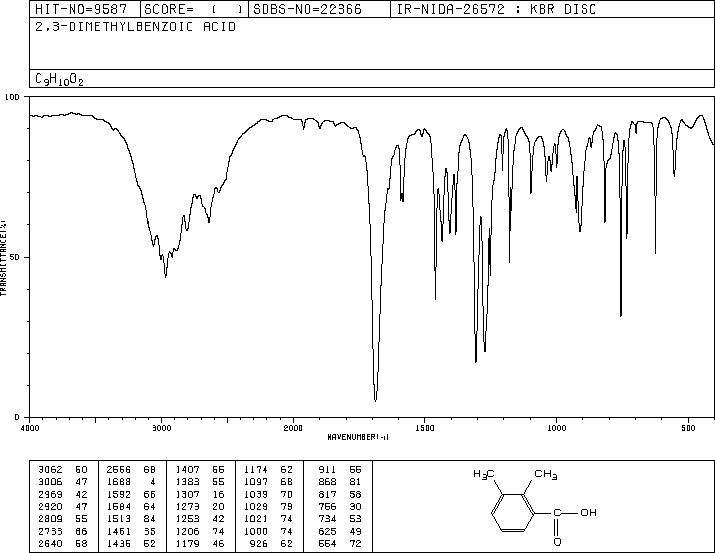 HIT-NO=9587 SCORE= ( ) SDBS-NO=22366 IR-NIDA-26572 : KBR DISC
2,3-DIMETHYLBENZOIC ACID
C9H10O2
100
50
0
TRANSMITTANCE(%)
4000 3000 2000 1500 1000 500
WAVENUMBER(-1)
3062 50 2566 68 1407 55 1174 62 911 55
3006 47 1688 4 1383 55 1097 68 868 81
2969 42 1592 66 1307 16 1039 70 817 58
2920 47 1584 64 1273 20 1029 79 756 30
2809 55 1513 84 1253 42 1021 74 734 53
2733 66 1461 35 1206 74 1000 74 625 49
2640 58 1436 52 1179 46 926 62 554 72
H3C CH3
OH
O